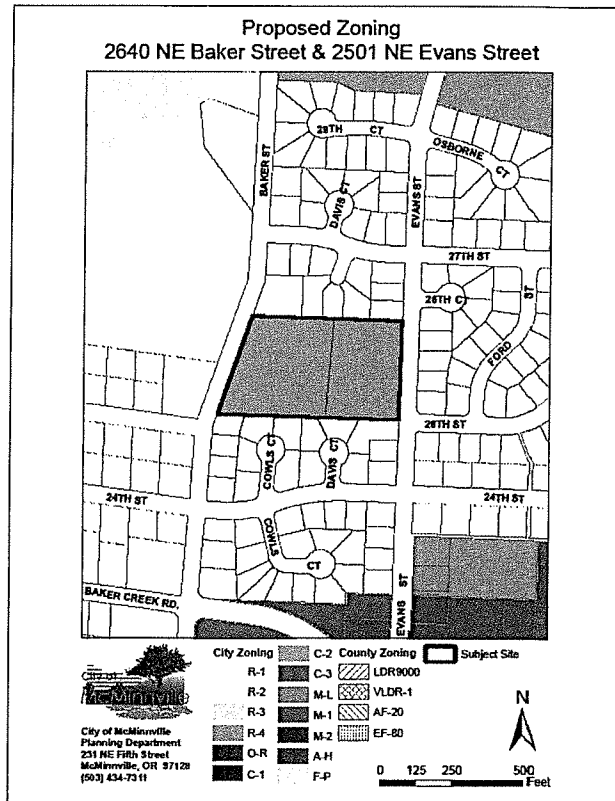 Proposed Zoning
2640 NE Baker Street & 2501 NE Evans Street
28TH CT
OSBORNE CT
BAKER ST
DAVIS CT
EVANS ST
27TH ST
26TH C
FORD ST
26TH ST
COWLS CT
DAVIS CT
24TH ST
24TH ST
COWLS CT
BAKER CREEK RD.
EVANS ST
City of
McMinnville
City of McMinnville
Planning Department
231 NE Fifth Street
McMinnville, OR 97128
(503) 434-7311
City Zoning
R-1
R-2
R-3
R-4
O-R
C-1
C-2
C-3
M-L
M-1
M-2
A-H
F-P
County Zoning
LDR9000
VLDR-1
AF-20
EF-80
Subject Site
N
0 125 250 500
Feet